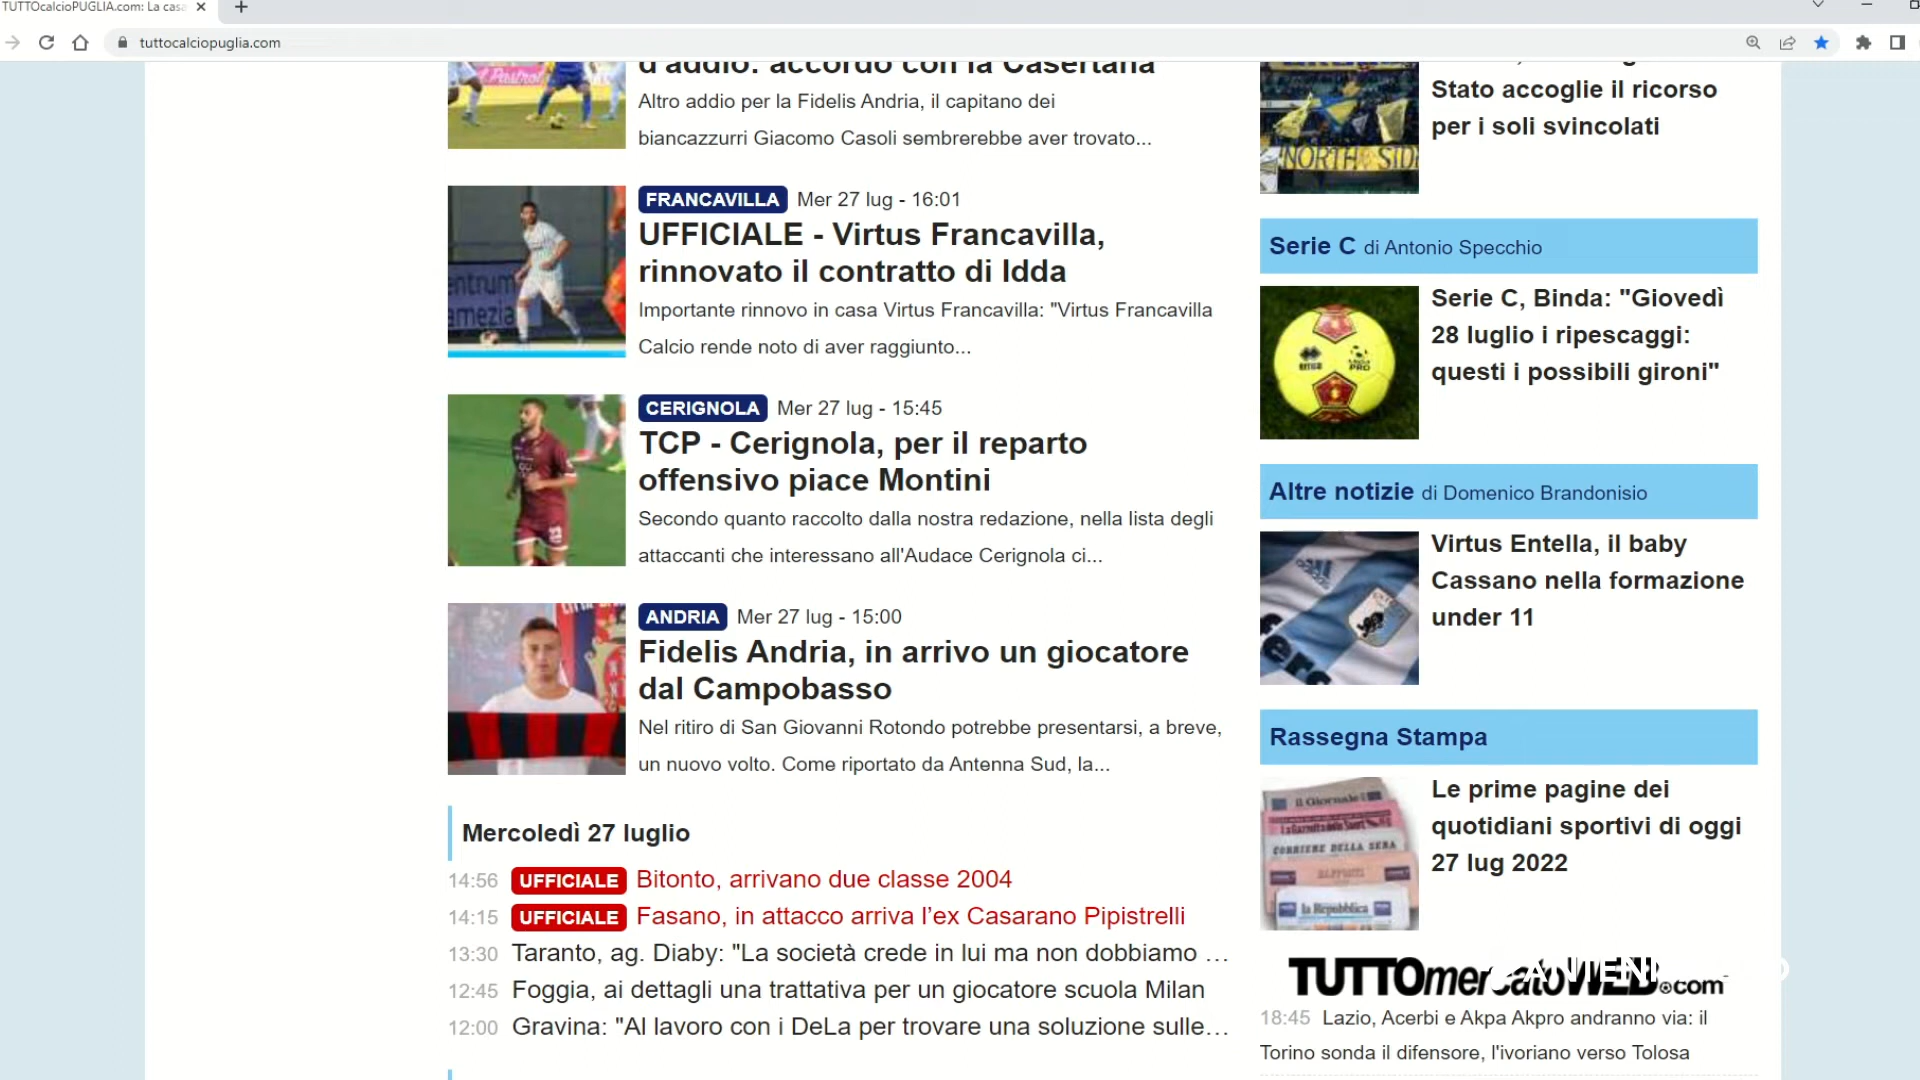 TUTTOcalcioPUGLIA.com: La casa
tuttocalciopuglia.com
d'addio: accordo con la Casertana
Altro addio per la Fidelis Andria, il capitano dei
biancazzurri Giacomo Casoli sembrerebbe aver trovato...
FRANCAVILLA Mer 27 lug - 16:01
UFFICIALE - Virtus Francavilla,
rinnovato il contratto di Idda
Importante rinnovo in casa Virtus Francavilla: "Virtus Francavilla
Calcio rende noto di aver raggiunto...
CERIGNOLA Mer 27 lug - 15:45
TCP - Cerignola, per il reparto
offensivo piace Montini
Secondo quanto raccolto dalla nostra redazione, nella lista degli
attaccanti che interessano all'Audace Cerignola ci...
ANDRIA Mer 27 lug - 15:00
Fidelis Andria, in arrivo un giocatore
dal Campobasso
Nel ritiro di San Giovanni Rotondo potrebbe presentarsi, a breve,
un nuovo volto. Come riportato da Antenna Sud, la...
Mercoledì 27 luglio
14:56 UFFICIALE Bitonto, arrivano due classe 2004
14:15 UFFICIALE Fasano, in attacco arriva l'ex Casarano Pipistrelli
13:30 Taranto, ag. Diaby: "La società crede in lui ma non dobbiamo ...
12:45 Foggia, ai dettagli una trattativa per un giocatore scuola Milan
12:00 Gravina: "Al lavoro con i DeLa per trovare una soluzione sulle...
NORTH SID
Stato accoglie il ricorso
per i soli svincolati
Serie C di Antonio Specchio
Serie C, Binda: "Giovedì
28 luglio i ripescaggi:
questi i possibili gironi"
Altre notizie di Domenico Brandonisio
Virtus Entella, il baby
Cassano nella formazione
under 11
Rassegna Stampa
il Giornale
CORRIERE DELLA SERA
la Repubblica
Le prime pagine dei
quotidiani sportivi di oggi
27 lug 2022
TUTTOmercatoWEB.com
18:45 Lazio, Acerbi e Akpa Akpro andranno via: il
Torino sonda il difensore, l'ivoriano verso Tolosa